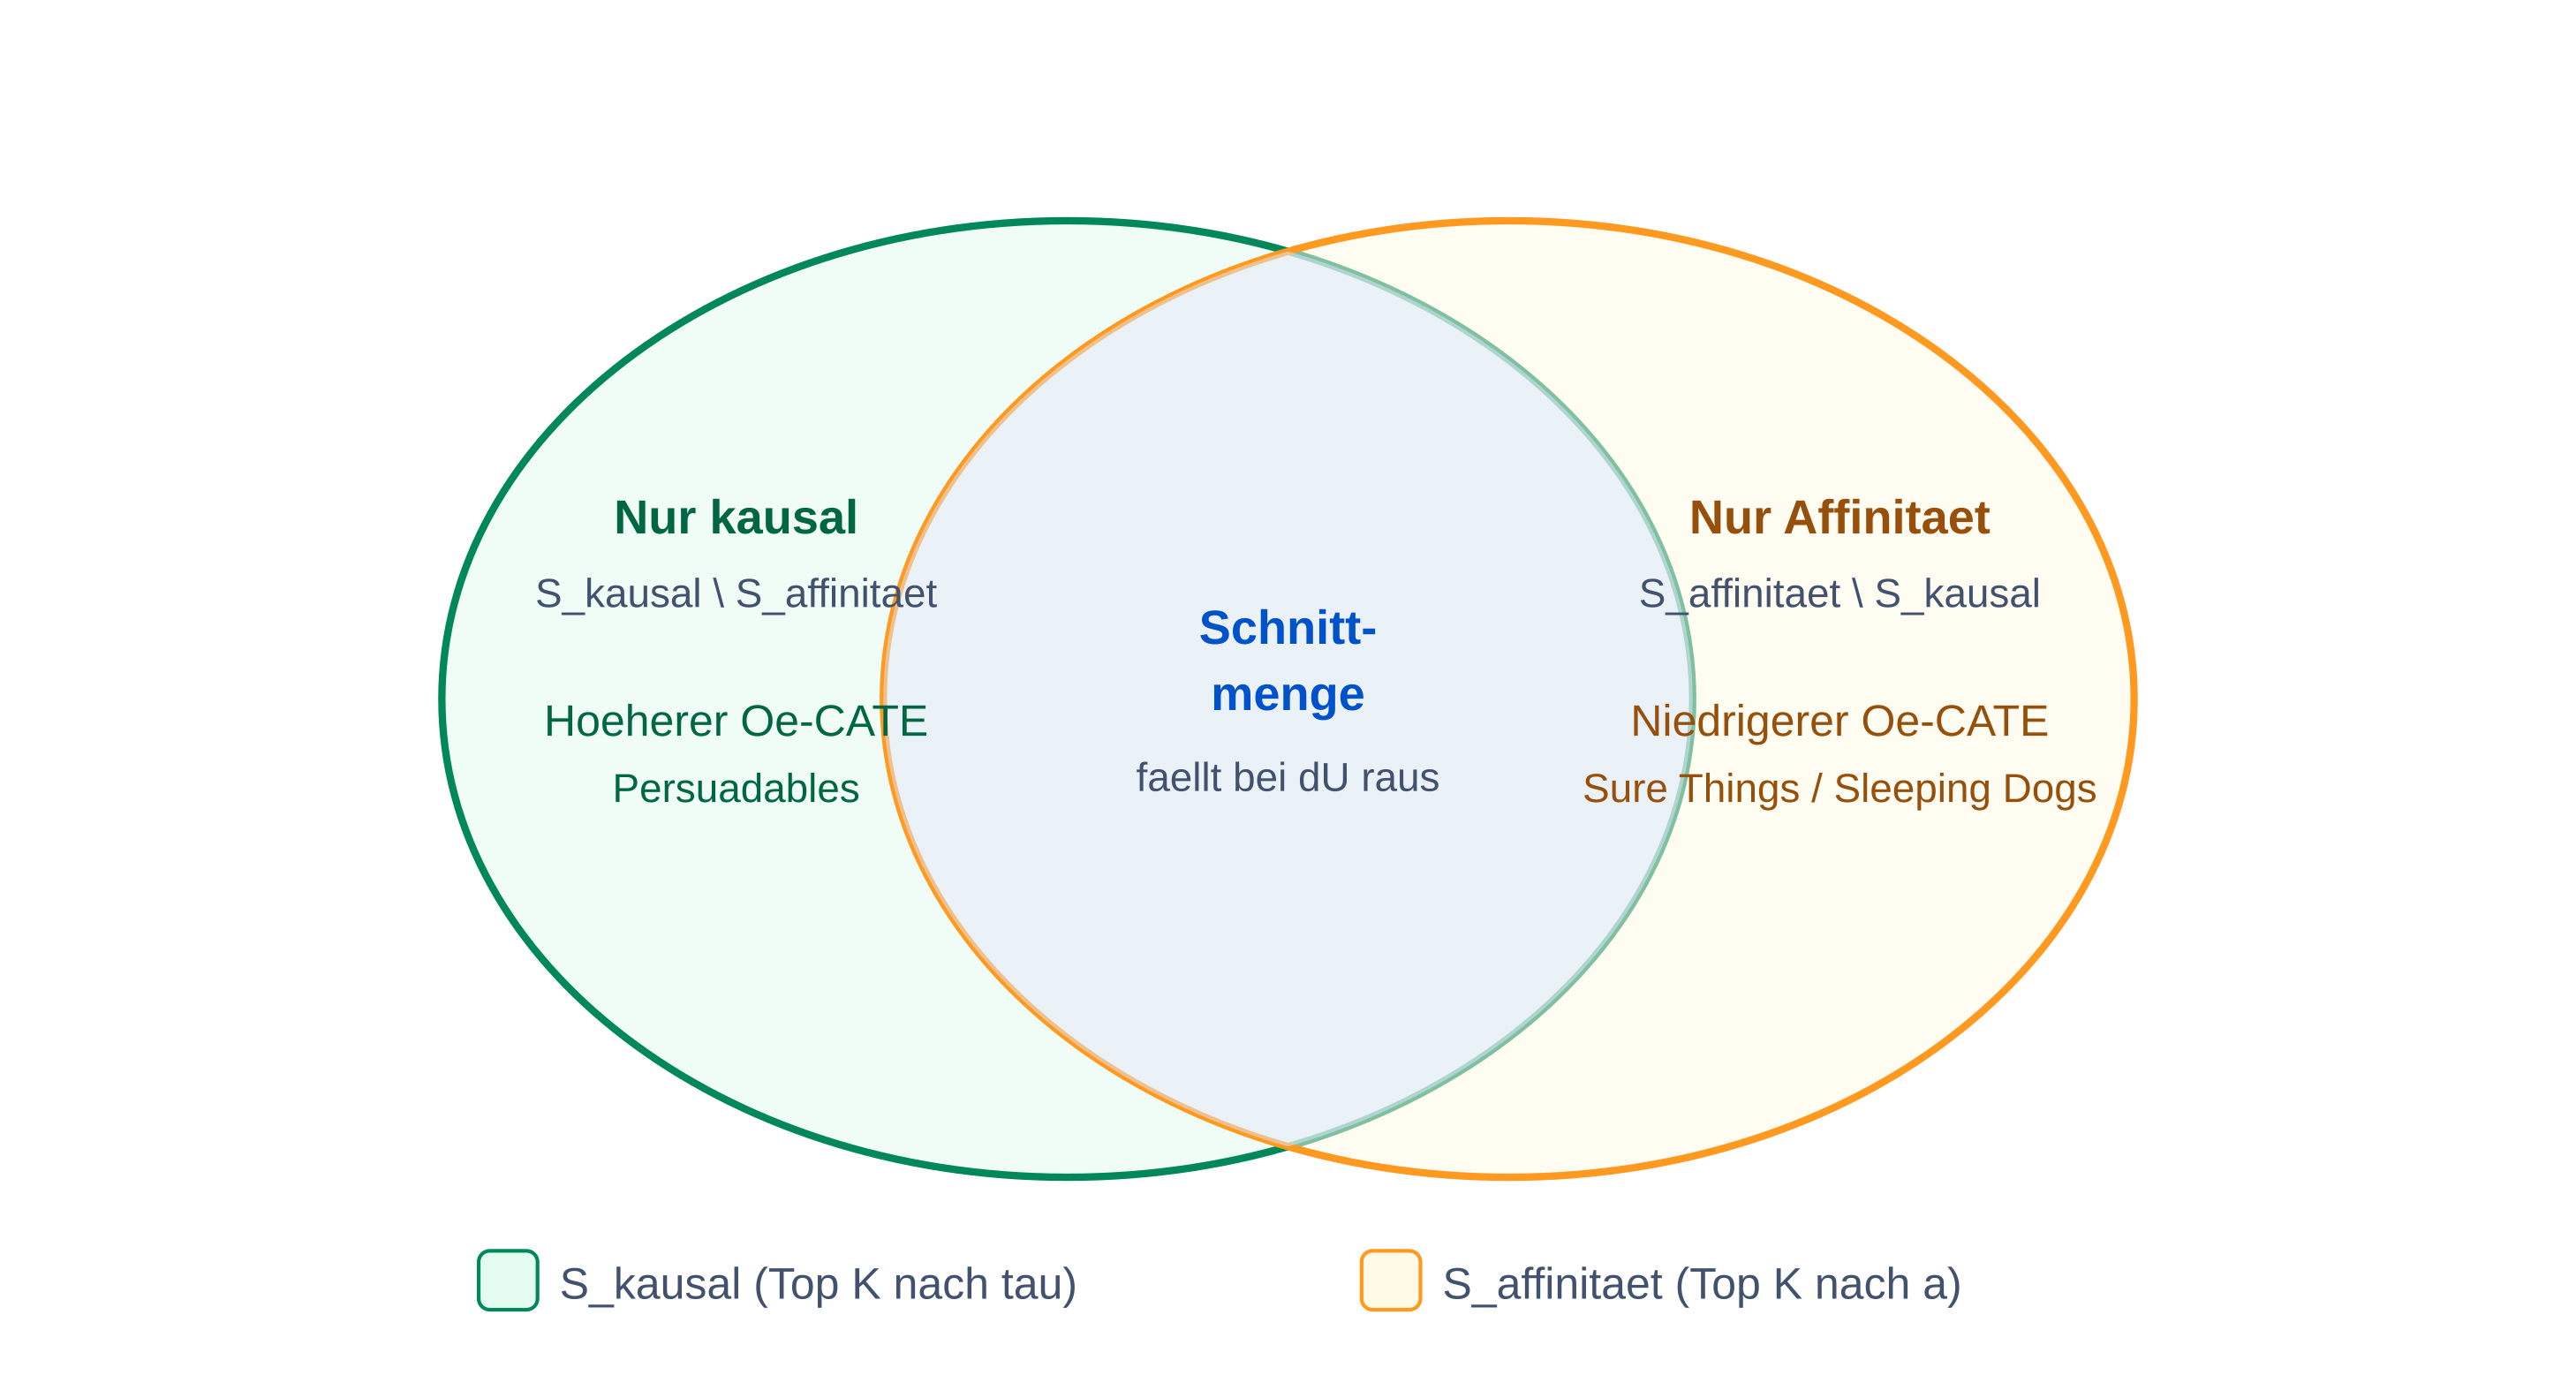 Nur kausal
S_kausal \ S_affinitaet
Hoeherer Oe-CATE
Persuadables
Schnitt-
menge
faellt bei dU raus
Nur Affinitaet
S_affinitaet \ S_kausal
Niedrigerer Oe-CATE
Sure Things / Sleeping Dogs
S_kausal (Top K nach tau)
S_affinitaet (Top K nach a)